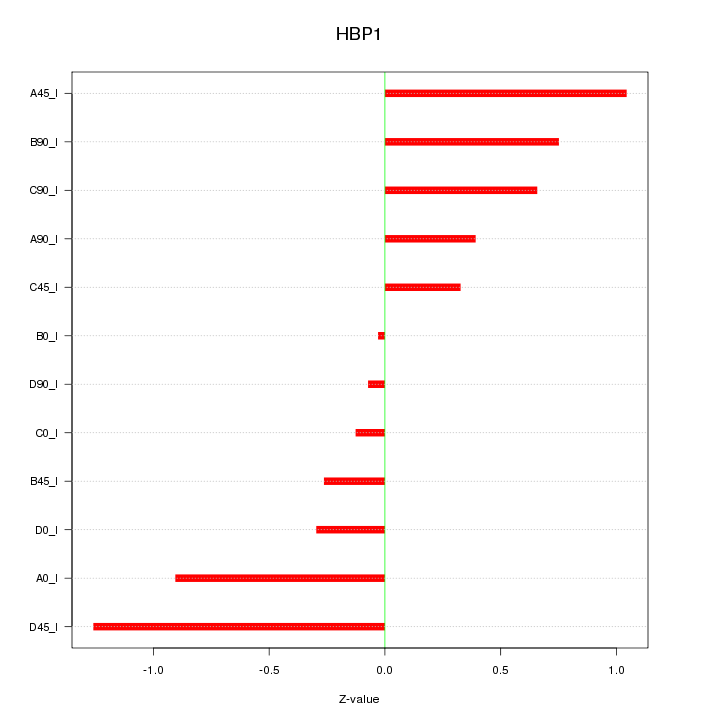 HBP1
A45_I
B90_I
C90_I
A90_I
C45_I
B0_I
D90_I
C0_I
B45_I
D0_I
A0_I
D45_I
-1.0 -0.5 0.0 0.5 1.0
Z-value